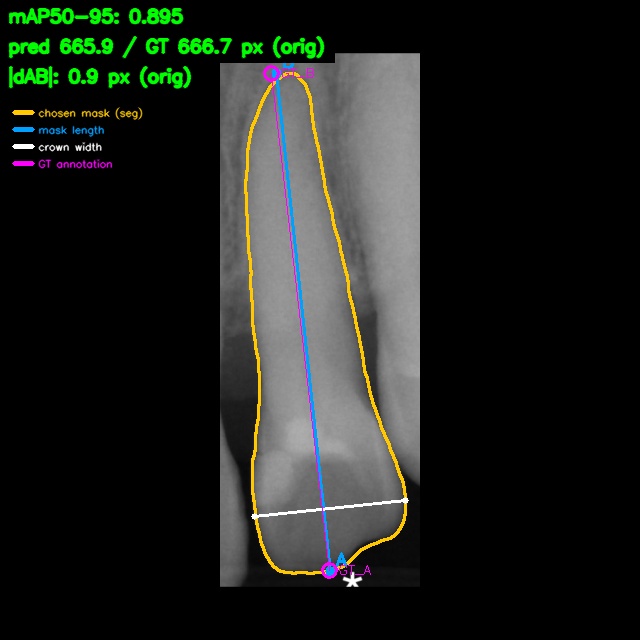 mAP50-95: 0.895
pred 665.9 / GT 666.7 px (orig)
|dAB|: 0.9 px (orig)
chosen mask (seg)
mask length
crown width
GT annotation
A
GT_A